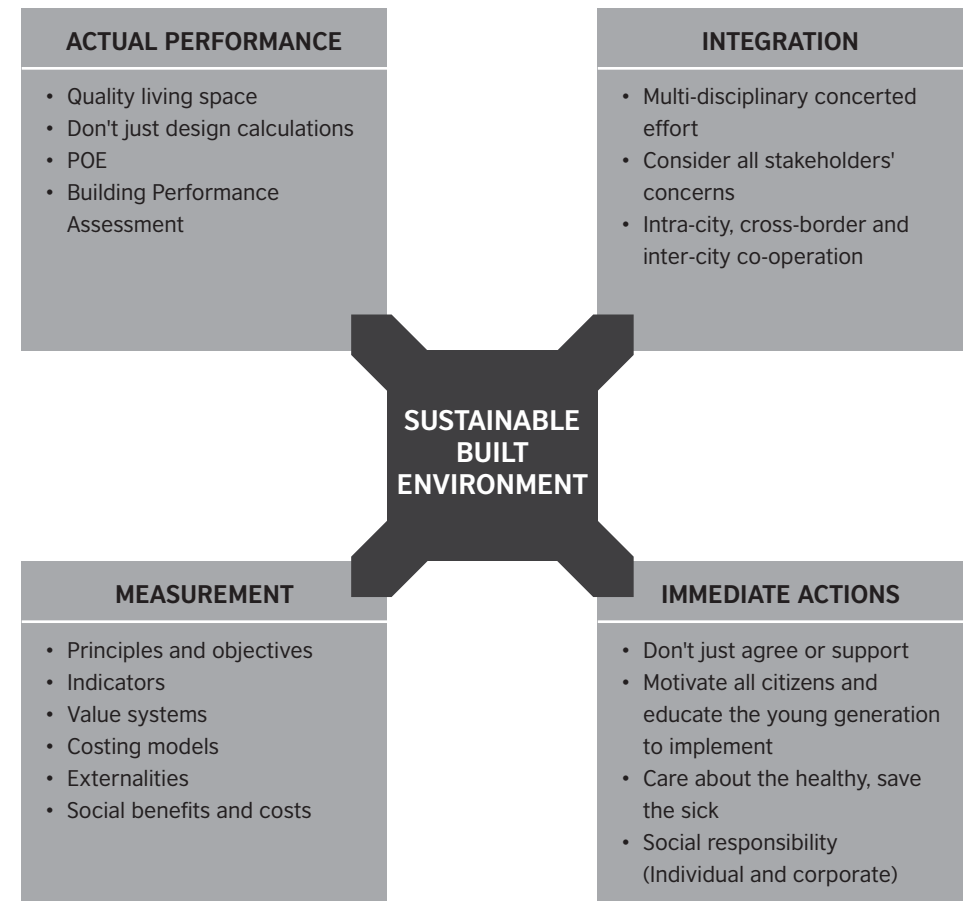 ACTUAL PERFORMANCE
• Quality living space
• Don't just design calculations
• POE
• Building Performance
Assessment
INTEGRATION
• Multi-disciplinary concerted
effort
• Consider all stakeholders'
concerns
• Intra-city, cross-border and
inter-city co-operation
SUSTAINABLE
BUILT
ENVIRONMENT
MEASUREMENT
• Principles and objectives
• Indicators
• Value systems
• Costing models
• Externalities
• Social benefits and costs
IMMEDIATE ACTIONS
• Don't just agree or support
• Motivate all citizens and
educate the young generation
to implement
• Care about the healthy, save
the sick
• Social responsibility
(Individual and corporate)